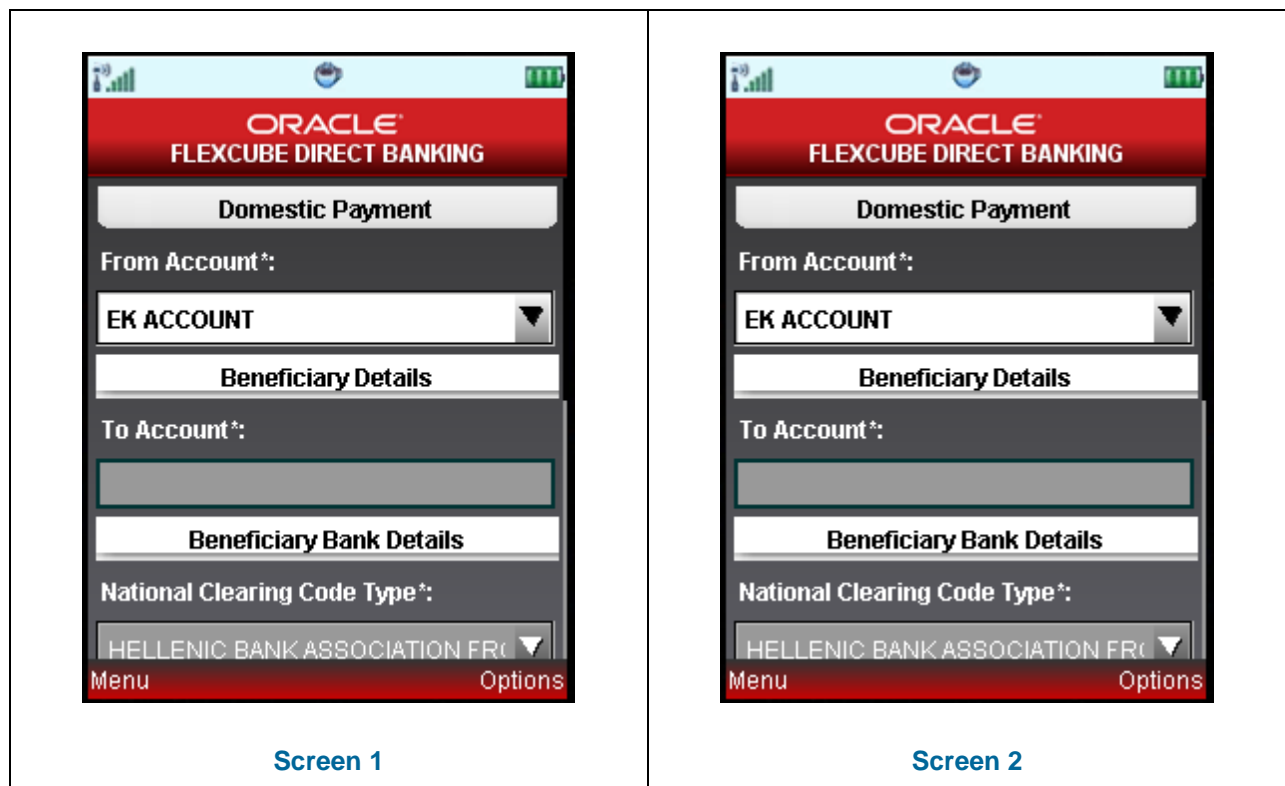 ORACLE
FLEXCUBE DIRECT BANKING
Domestic Payment
From Account*:
EK ACCOUNT
Beneficiary Details
To Account*:
Beneficiary Bank Details
National Clearing Code Type*:
HELLENIC BANK ASSOCIATION
Menu Options
Screen 1
ORACLE
FLEXCUBE DIRECT BANKING
Domestic Payment
From Account*:
EK ACCOUNT
Beneficiary Details
To Account*:
Beneficiary Bank Details
National Clearing Code Type*:
HELLENIC BANK ASSOCIATION
Menu Options
Screen 2